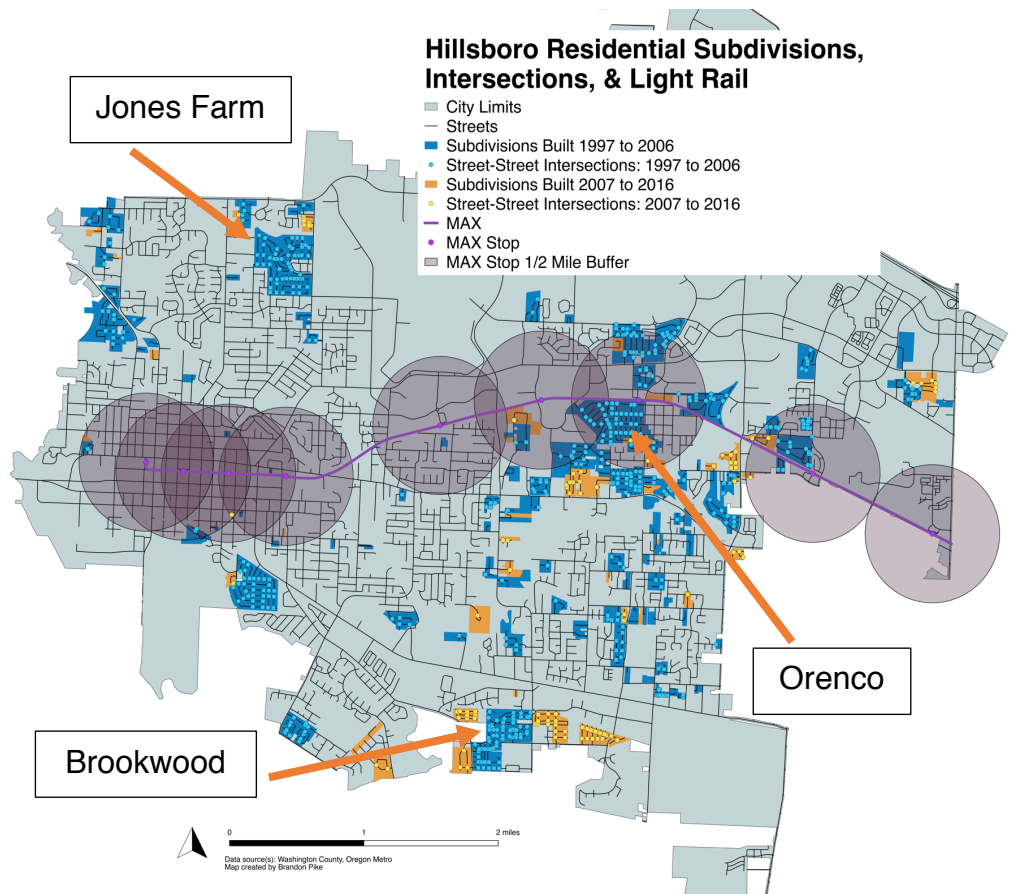 Hillsboro Residential Subdivisions,
Intersections, & Light Rail
City Limits
Streets
Subdivisions Built 1997 to 2006
Street-Street Intersections: 1997 to 2006
Subdivisions Built 2007 to 2016
Street-Street Intersections: 2007 to 2016
MAX
MAX Stop
MAX Stop 1/2 Mile Buffer
Jones Farm
Orenco
Brookwood
0 1 2 miles
Data source(s): Washington County, Oregon Metro
Map created by Brandon Pike